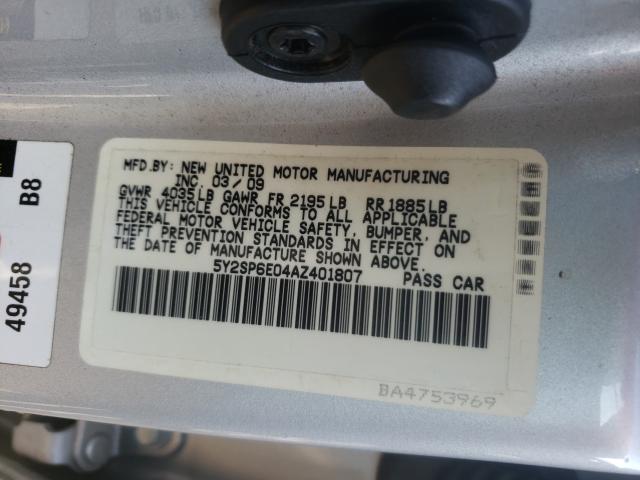 MFD.BY: NEW UNITED MOTOR MANUFACTURING
INC 03/09
GVWR 4035LB GAWR FR 2195LB RR1885LB
THIS VEHICLE CONFORMS TO ALL APPLICABLE
FEDERAL MOTOR VEHICLE SAFETY, BUMPER, AND
THEFT PREVENTION STANDARDS IN EFFECT ON
THE DATE OF MANUFACTURE SHOWN ABOVE.
5Y2SP6E04AZ401807 PASS CAR
BA4753969
49458 B8